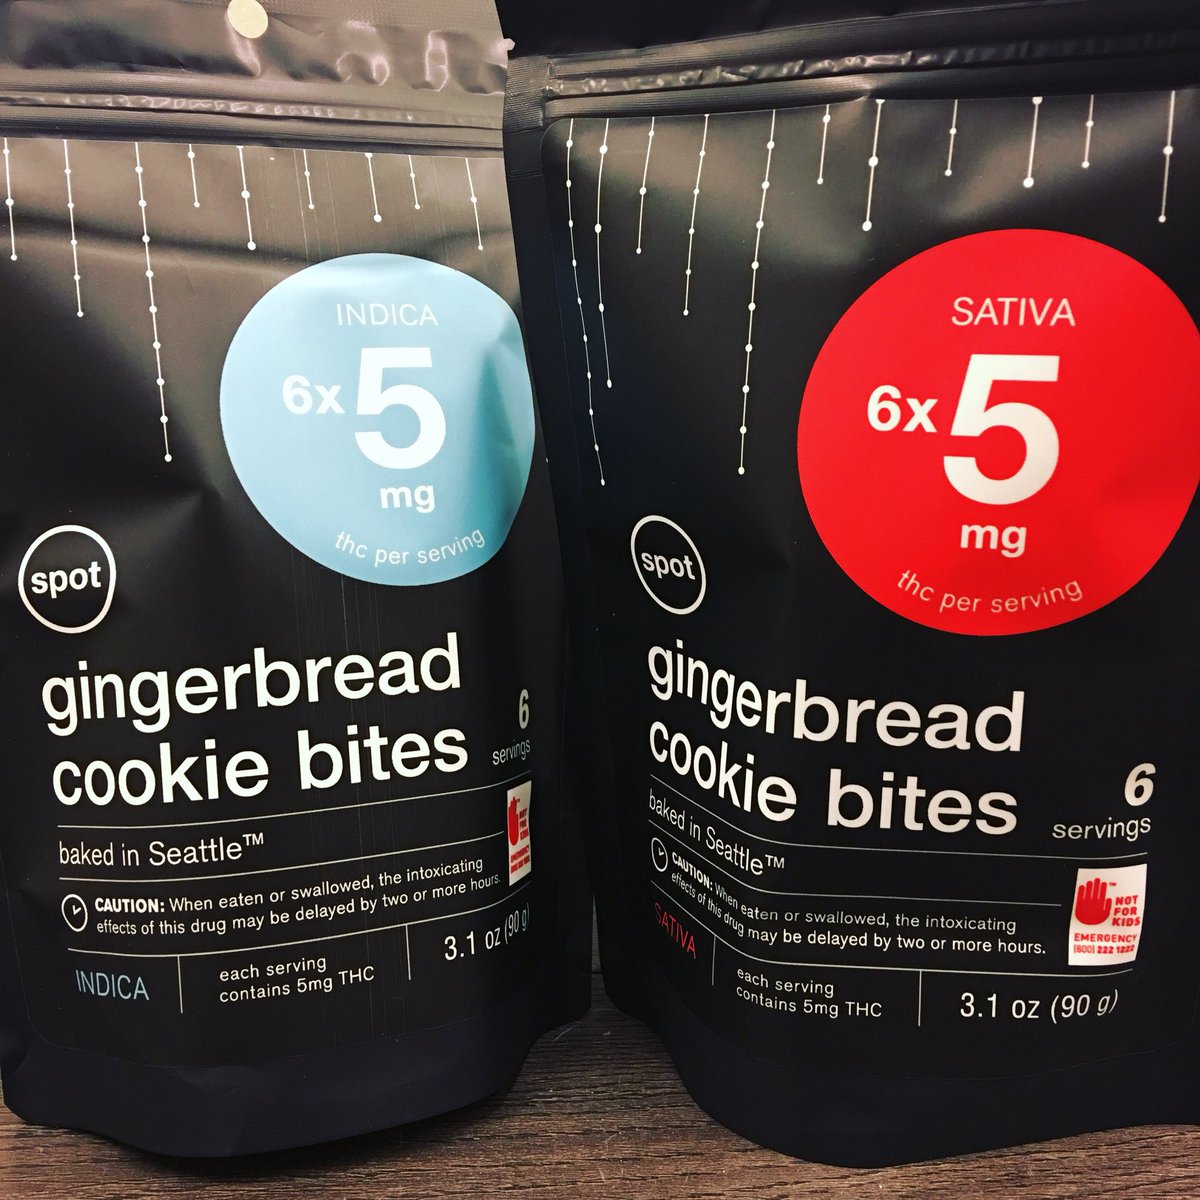 INDICA
6x 5
mg
thc per serving
spot
gingerbread
cookie bites
6
servings
baked in Seattle™
CAUTION: When eaten or swallowed, the intoxicating
effects of this drug may be delayed by two or more hours.
NOT
FOR
KIDS
EMERGENCY
INDICA
each serving
contains 5mg THC
3.1 oz (90 g)
SATIVA
6x 5
mg
thc per serving
spot
gingerbread
cookie bites
6
servings
baked in Seattle™
CAUTION: When eaten or swallowed, the intoxicating
effects of this drug may be delayed by two or more hours.
NOT
FOR
KIDS
EMERGENCY
(800) 222 1222
SATIVA
each serving
contains 5mg THC
3.1 oz (90 g)